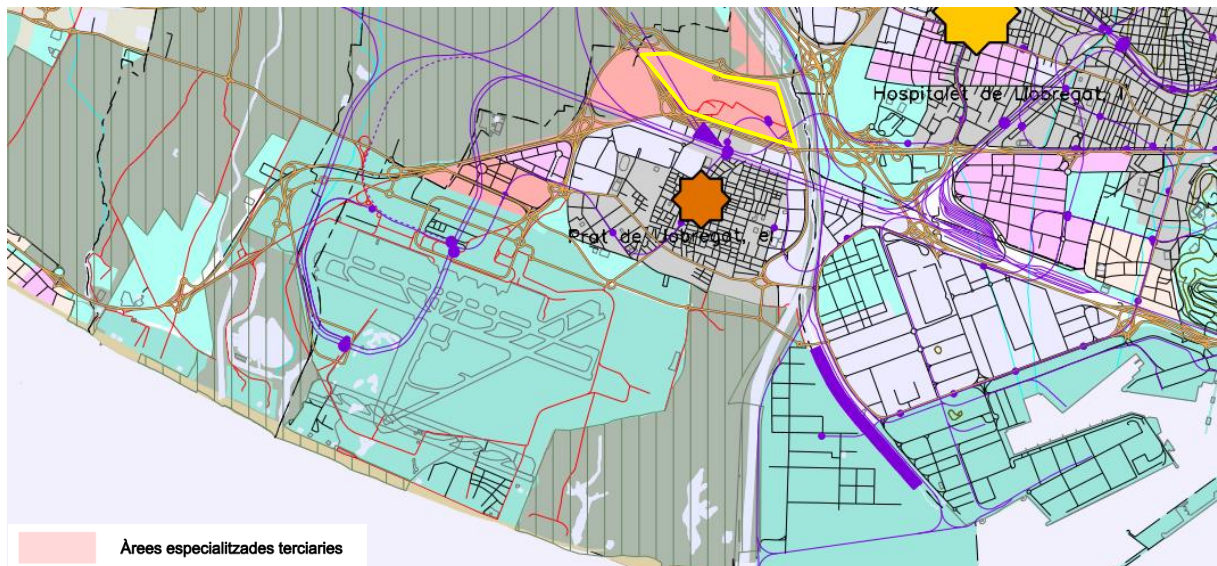 Hospitalet de Llobregat, l
Prat de Llobregat, el
Àrees especialitzades terciaries